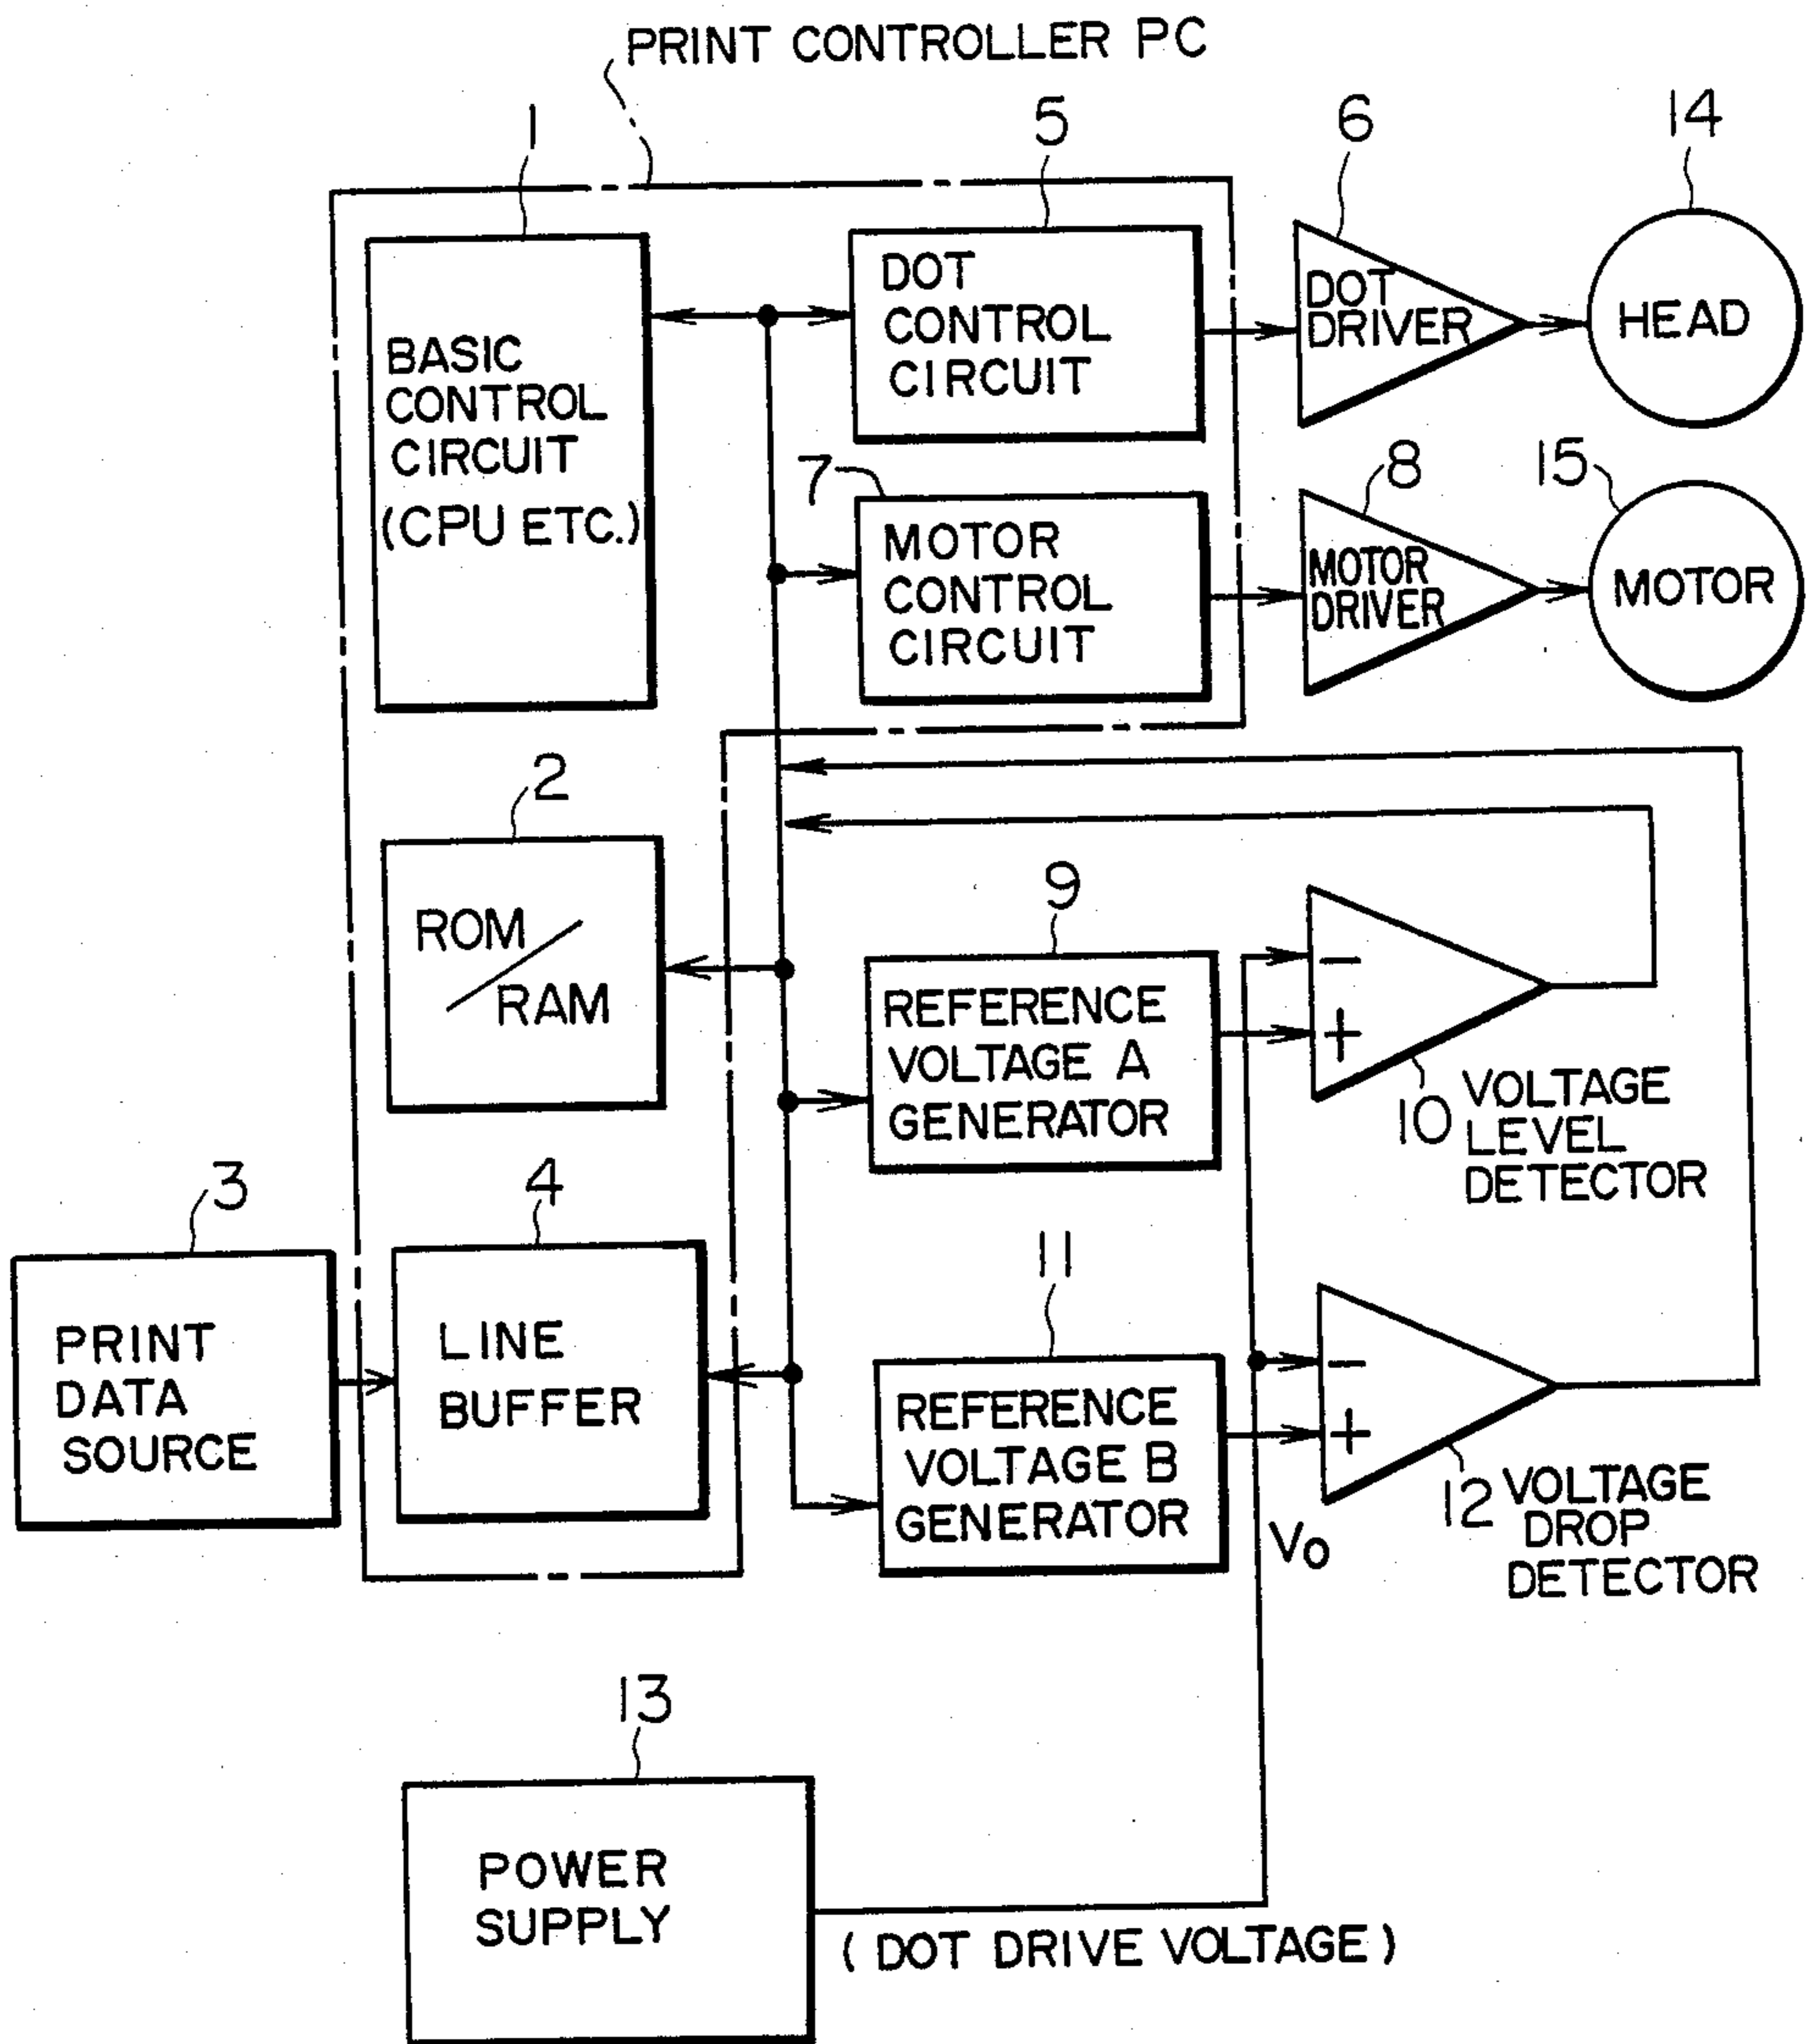 PRINT CONTROLLER PC
1
5
6
14
BASIC
CONTROL
CIRCUIT
(CPU ETC.)
DOT
CONTROL
CIRCUIT
DOT
DRIVER
HEAD
7
8
15
MOTOR
CONTROL
CIRCUIT
MOTOR
DRIVER
MOTOR
2
ROM
RAM
9
REFERENCE
VOLTAGE A
GENERATOR
−
+
10 VOLTAGE
LEVEL
DETECTOR
3
PRINT
DATA
SOURCE
4
LINE
BUFFER
11
REFERENCE
VOLTAGE B
GENERATOR
−
+
12 VOLTAGE
DROP
DETECTOR
V0
13
POWER
SUPPLY
(DOT DRIVE VOLTAGE)